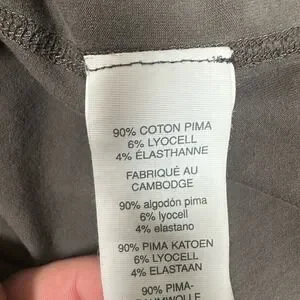 90% COTON PIMA
6% LYOCELL
4% ÉLASTHANNE
FABRIQUÉ AU
CAMBODGE
90% algodón pima
6% lyocell
4% elastano
90% PIMA KATOEN
6% LYOCELL
4% ELASTAAN
90% PIMA-